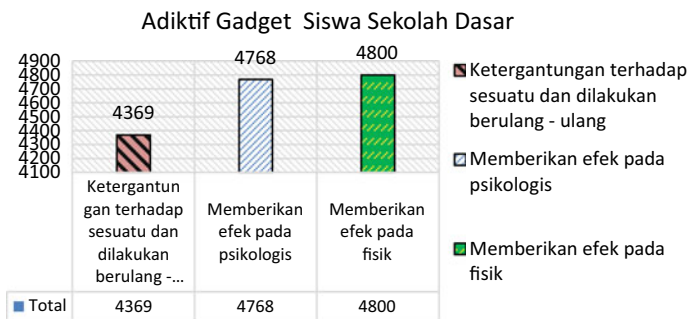 Adiktif Gadget Siswa Sekolah Dasar
4900
4800
4700
4600
4500
4400
4300
4200
4100
4369
4768
4800
Ketergantun
gan terhadap
sesuatu dan
dilakukan
berulang -...
Memberikan
efek pada
psikologis
Memberikan
efek pada
fisik
Total 4369 4768 4800
Ketergantungan terhadap
sesuatu dan dilakukan
berulang - ulang
Memberikan efek pada
psikologis
Memberikan efek pada
fisik